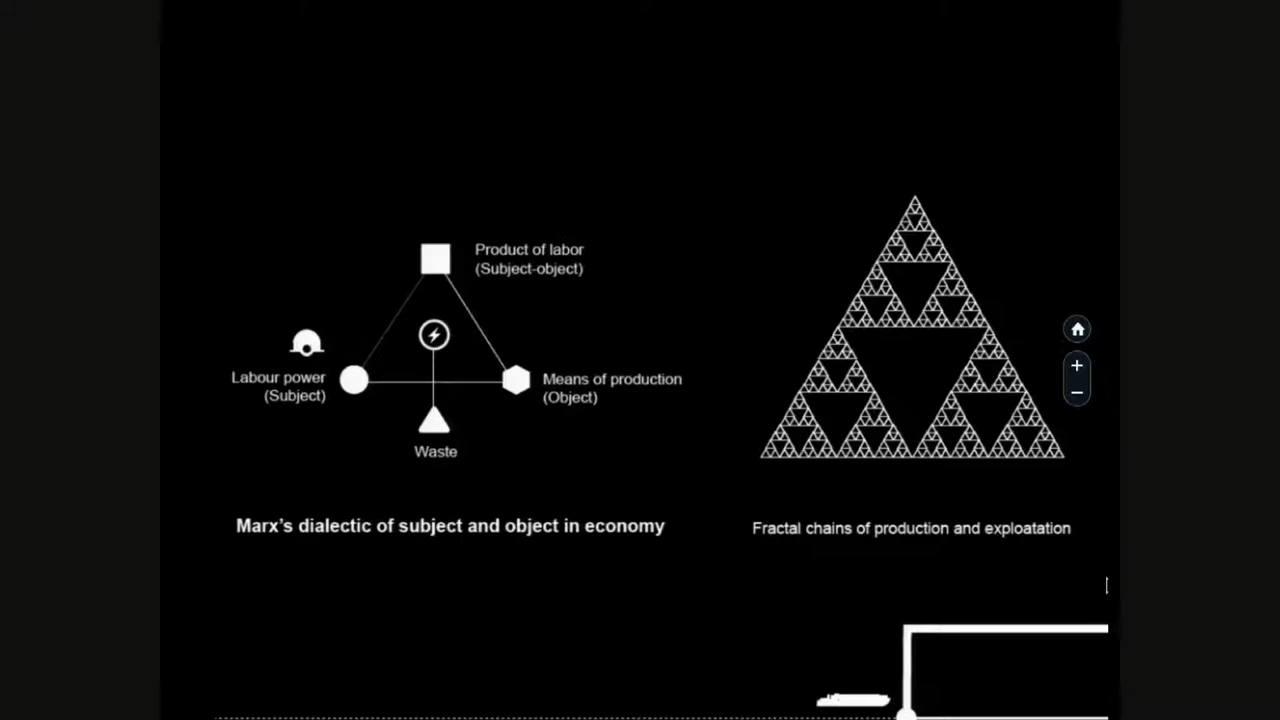 Product of labor
(Subject-object)
Labour power
(Subject)
Means of production
(Object)
Waste
Marx's dialectic of subject and object in economy
Fractal chains of production and exploatation